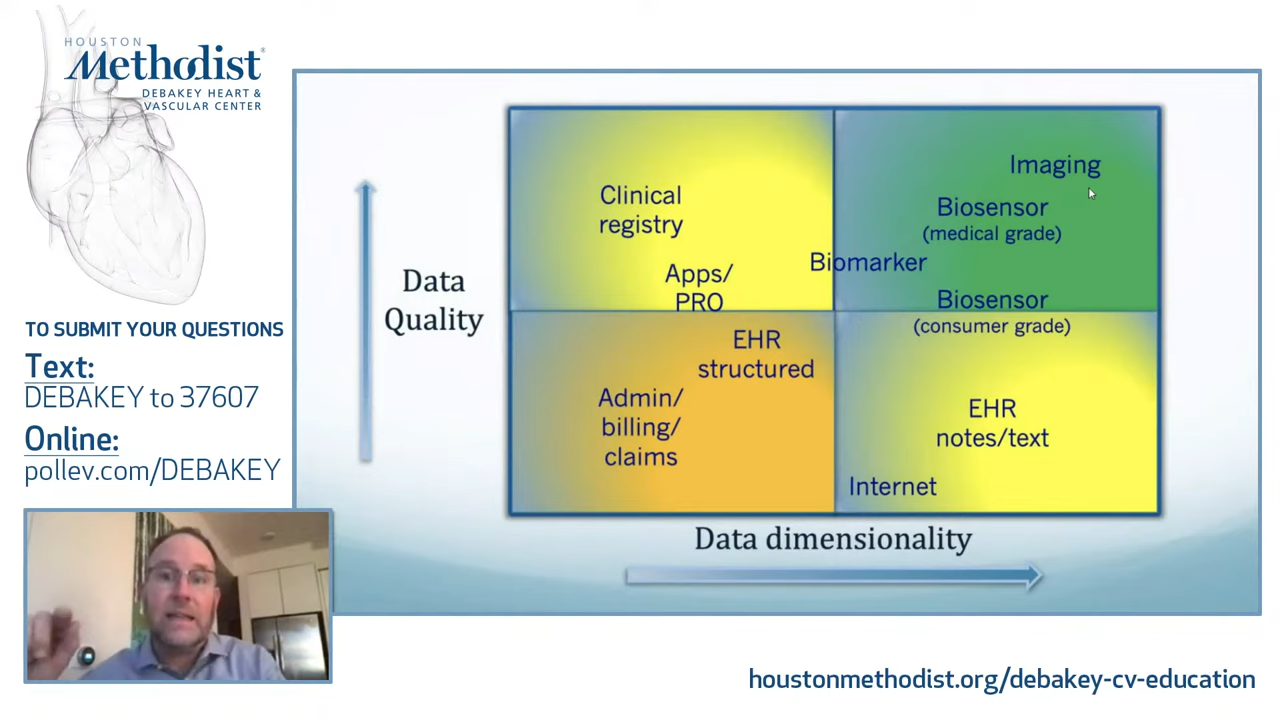 HOUSTON
Methodist®
DEBAKEY HEART &
VASCULAR CENTER
TO SUBMIT YOUR QUESTIONS
Text:
DEBAKEY to 37607
Online:
pollev.com/DEBAKEY
Data
Quality
Clinical
registry
Apps/
PRO
Imaging
Biosensor
(medical grade)
Biomarker
Biosensor
(consumer grade)
EHR
structured
Admin/
billing/
claims
EHR
notes/text
Internet
Data dimensionality
houstonmethodist.org/debakey-cv-education